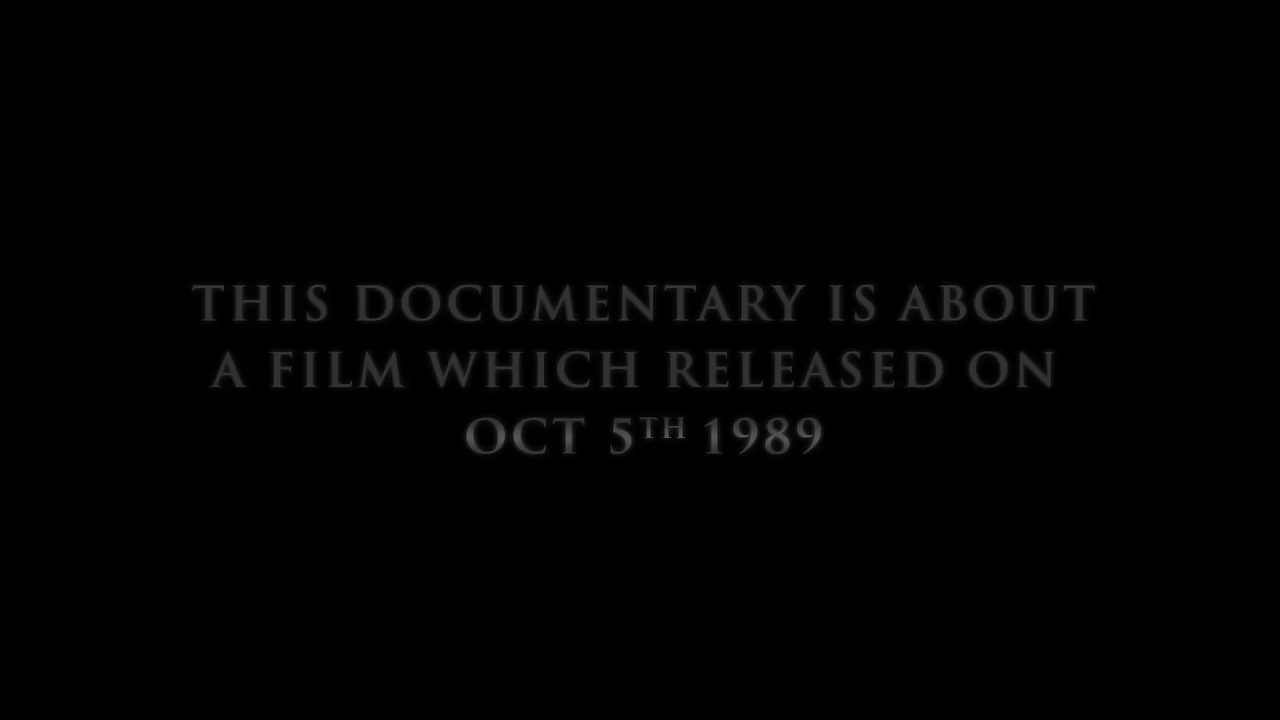 THIS DOCUMENTARY IS ABOUT
A FILM WHICH RELEASED ON
OCT 5TH 1989